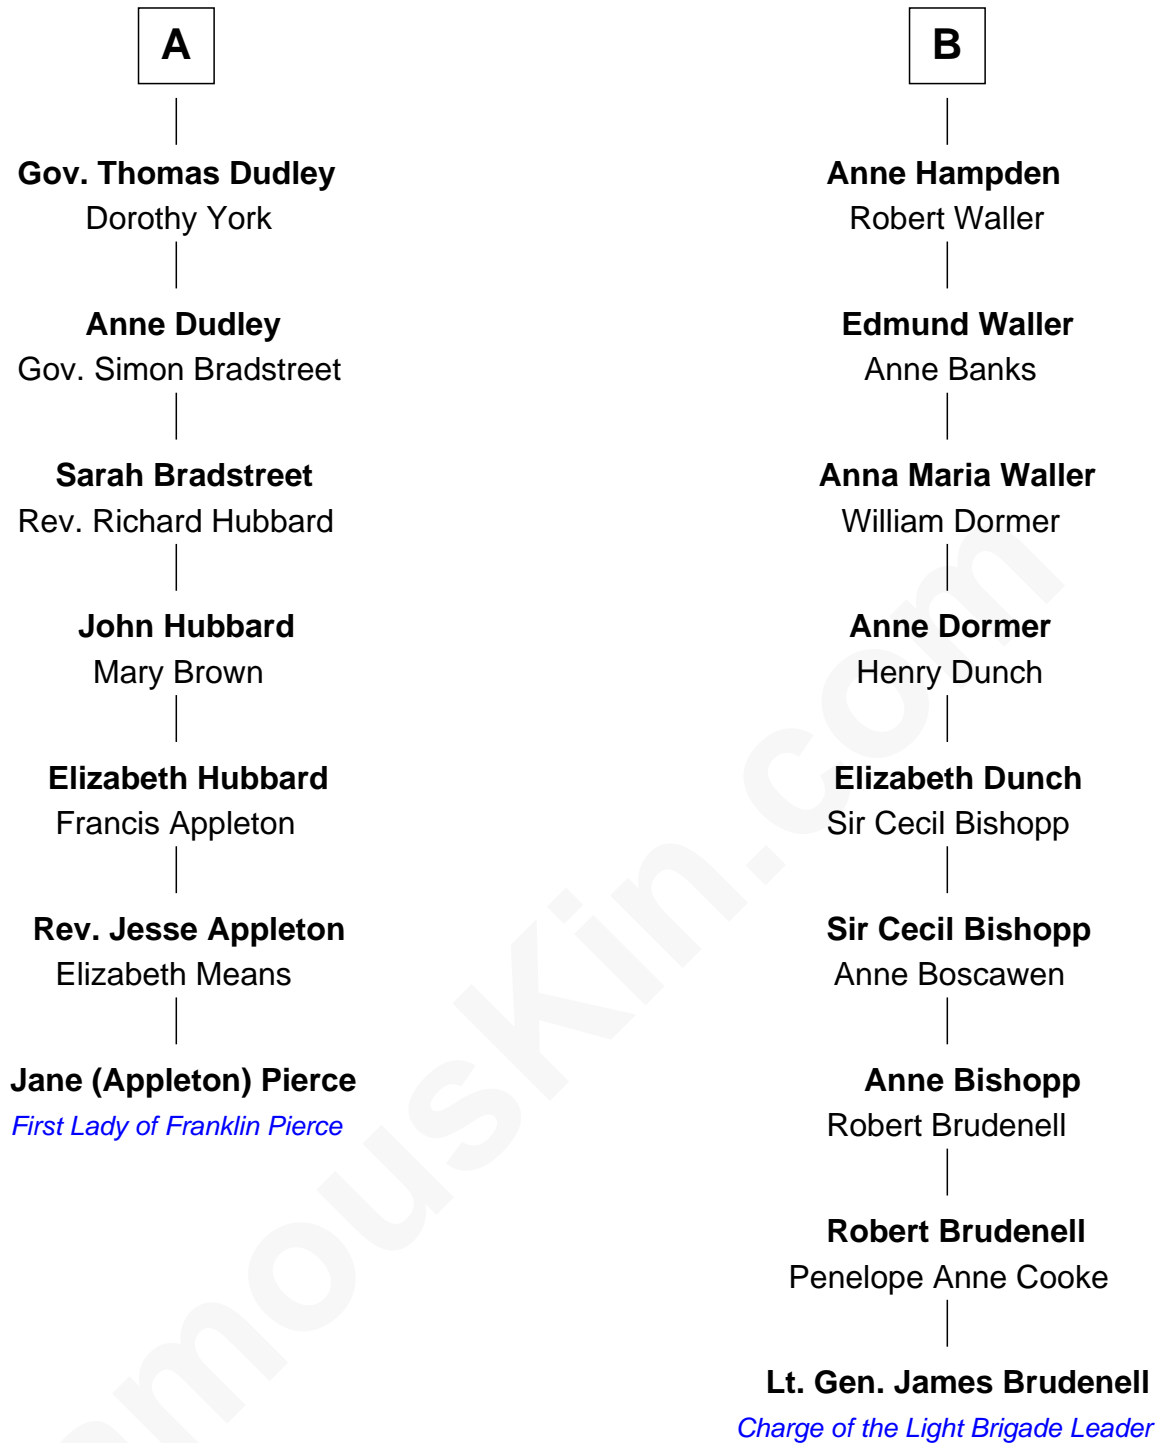 A
Gov. Thomas Dudley
Dorothy York
Anne Dudley
Gov. Simon Bradstreet
Sarah Bradstreet
Rev. Richard Hubbard
John Hubbard
Mary Brown
Elizabeth Hubbard
Francis Appleton
Rev. Jesse Appleton
Elizabeth Means
Jane (Appleton) Pierce
First Lady of Franklin Pierce
B
Anne Hampden
Robert Waller
Edmund Waller
Anne Banks
Anna Maria Waller
William Dormer
Anne Dormer
Henry Dunch
Elizabeth Dunch
Sir Cecil Bishopp
Sir Cecil Bishopp
Anne Boscawen
Anne Bishopp
Robert Brudenell
Robert Brudenell
Penelope Anne Cooke
Lt. Gen. James Brudenell
Charge of the Light Brigade Leader
amousKin.com